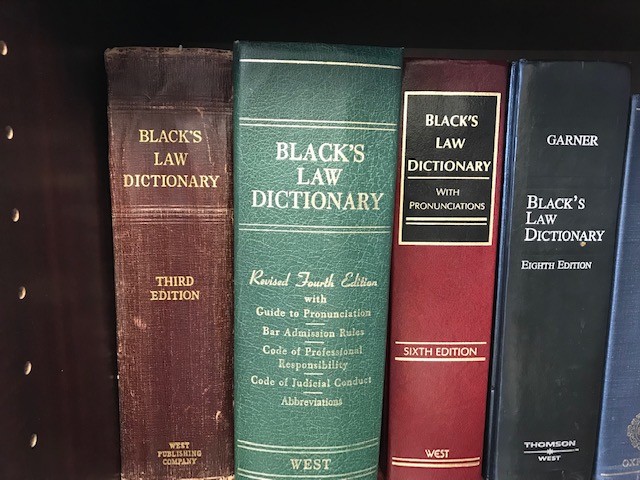 BLACK'S
LAW
DICTIONARY
THIRD
EDITION
WEST
PUBLISHING
COMPANY
BLACK'S
LAW
DICTIONARY
Revised Fourth Edition
with
Guide to Pronunciation
Bar Admission Rules
Code of Professional
Responsibility
Code of Judicial Conduct
Abbreviations
WEST
BLACK'S
LAW
DICTIONARY
WITH
PRONUNCIATIONS
SIXTH EDITION
WEST
GARNER
BLACK'S
LAW
DICTIONARY
EIGHTH EDITION
THOMSON
WEST